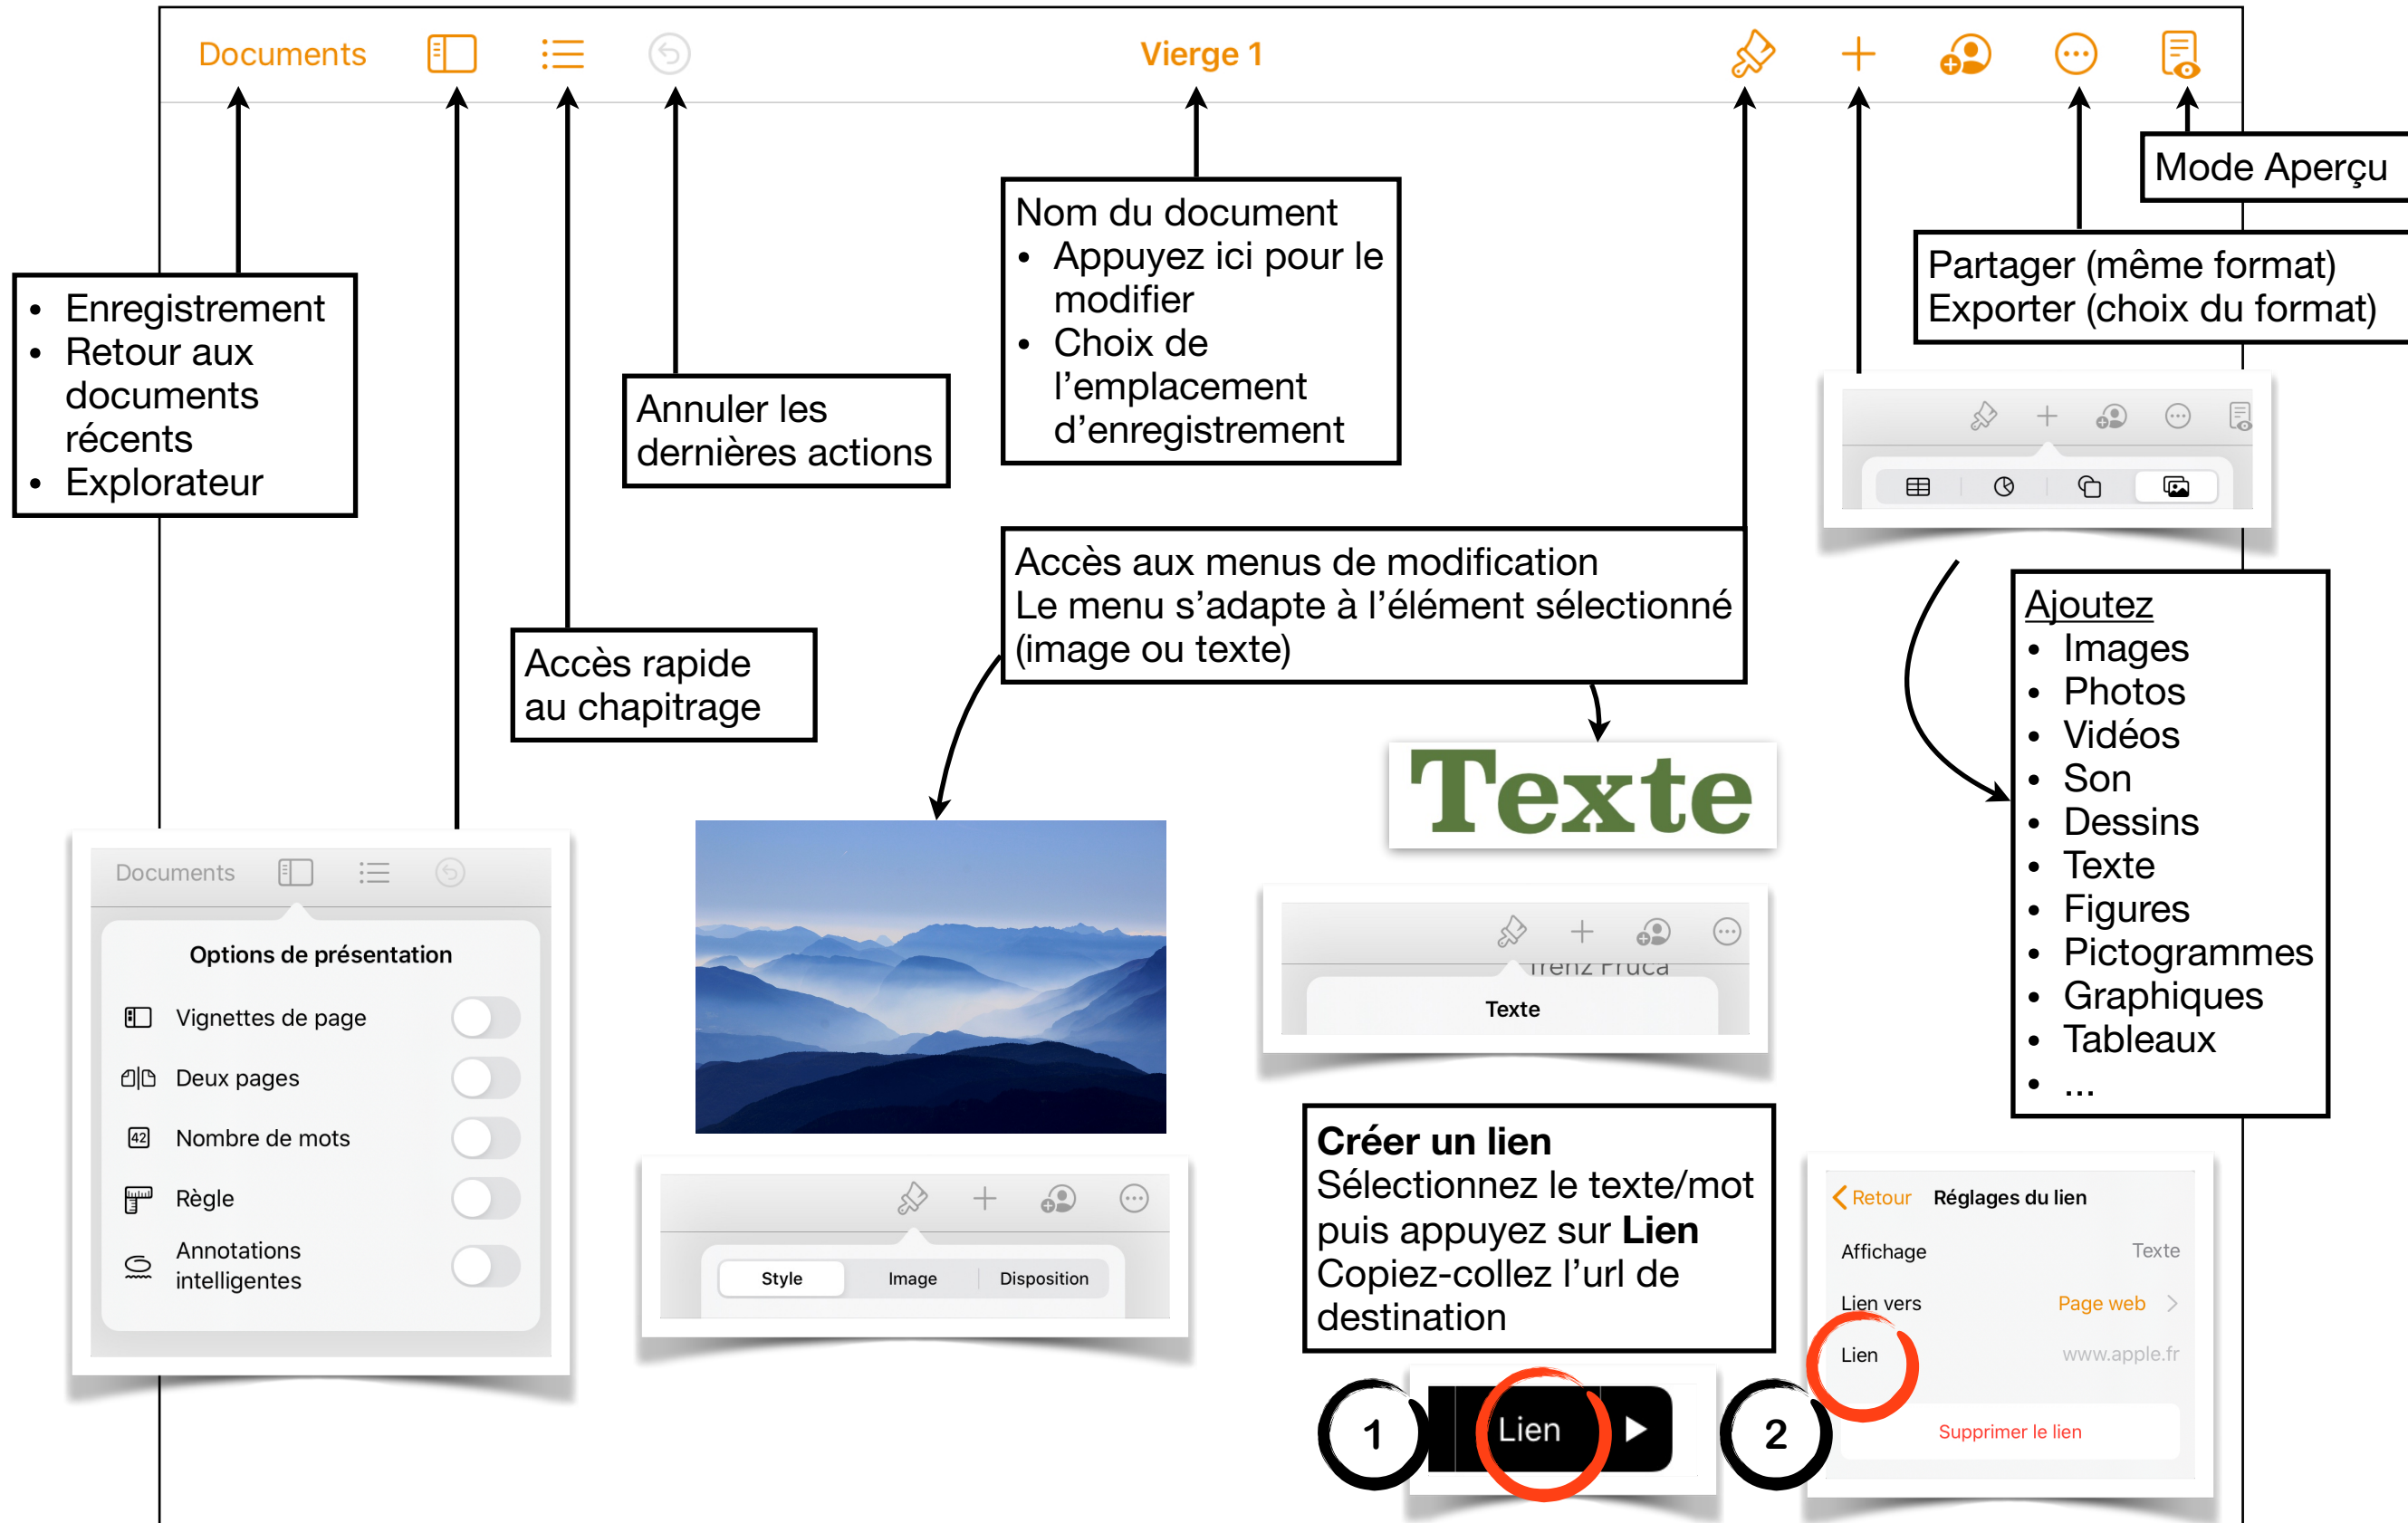 Documents
Vierge 1
Mode Aperçu
Nom du document
• Appuyez ici pour le
modifier
• Choix de
l’emplacement
d’enregistrement
Partager (même format)
Exporter (choix du format)
• Enregistrement
• Retour aux
documents
récents
• Explorateur
Annuler les
dernières actions
Accès aux menus de modification
Le menu s’adapte à l’élément sélectionné
(image ou texte)
Accès rapide
au chapitrage
Ajoutez
• Images
• Photos
• Vidéos
• Son
• Dessins
• Texte
• Figures
• Pictogrammes
• Graphiques
• Tableaux
• ...
Texte
Documents
Options de présentation
Vignettes de page
Deux pages
42
Nombre de mots
Règle
Annotations
intelligentes
Trenz Pruca
Texte
Style
Image
Disposition
Créer un lien
Sélectionnez le texte/mot
puis appuyez sur Lien
Copiez-collez l’url de
destination
1
Lien
2
Retour Réglages du lien
Affichage Texte
Lien vers Page web
Lien www.apple.fr
Supprimer le lien